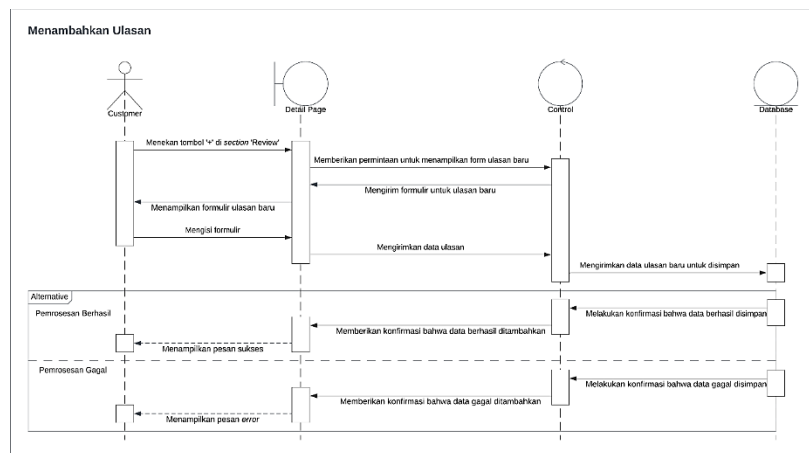 Menambahkan Ulasan
Customer
Detail Page
Control
Database
Menekan tombol '+' di section 'Review'
Memberikan permintaan untuk menampilkan form ulasan baru
Mengirim formulir untuk ulasan baru
Menampilkan formulir ulasan baru
Mengisi formulir
Mengirimkan data ulasan
Mengirimkan data ulasan baru untuk disimpan
Alternative
Pemrosesan Berhasil
Melakukan konfirmasi bahwa data berhasil disimpan
Memberikan konfirmasi bahwa data berhasil ditambahkan
Menampilkan pesan sukses
Pemrosesan Gagal
Melakukan konfirmasi bahwa data gagal disimpan
Memberikan konfirmasi bahwa data gagal ditambahkan
Menampilkan pesan error